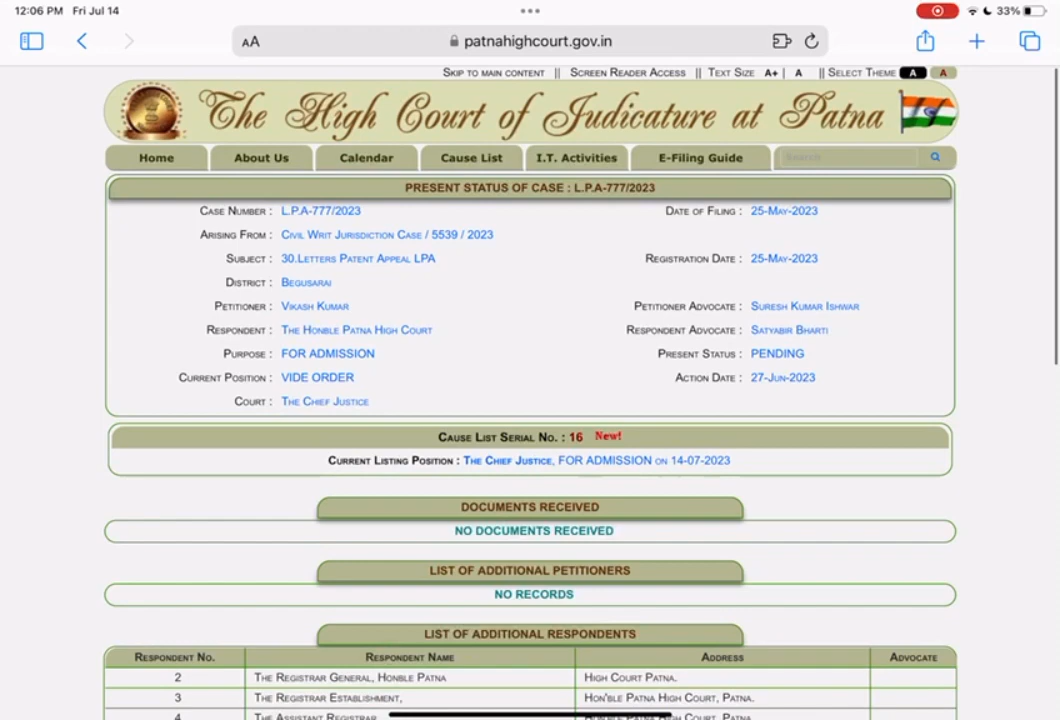 12:06 PM Fri Jul 14
33%
AA
patnahighcourt.gov.in
Skip to main content || Screen Reader Access || Text Size A+ | A || Select Theme A A
The High Court of Judicature at Patna
Home About Us Calendar Cause List I.T. Activities E-Filing Guide Search
PRESENT STATUS OF CASE : L.P.A-777/2023
Case Number : L.P.A-777/2023 Date of Filing : 25-May-2023
Arising From : Civil Writ Jurisdiction Case / 5539 / 2023
Subject : 30.Letters Patent Appeal LPA Registration Date : 25-May-2023
District : Begusarai
Petitioner : Vikash Kumar Petitioner Advocate : Suresh Kumar Ishwar
Respondent : The Honble Patna High Court Respondent Advocate : Satyabir Bharti
Purpose : FOR ADMISSION Present Status : PENDING
Current Position : VIDE ORDER Action Date : 27-Jun-2023
Court : The Chief Justice
Cause List Serial No. : 16 New!
Current Listing Position : The Chief Justice, FOR ADMISSION on 14-07-2023
DOCUMENTS RECEIVED
NO DOCUMENTS RECEIVED
LIST OF ADDITIONAL PETITIONERS
NO RECORDS
LIST OF ADDITIONAL RESPONDENTS
Respondent No. Respondent Name Address Advocate
2 The Registrar General, Honble Patna High Court Patna.
3 The Registrar Establishment, Hon'ble Patna High Court, Patna.
4 The Assistant Registrar Hon'ble Patna High Court, Patna